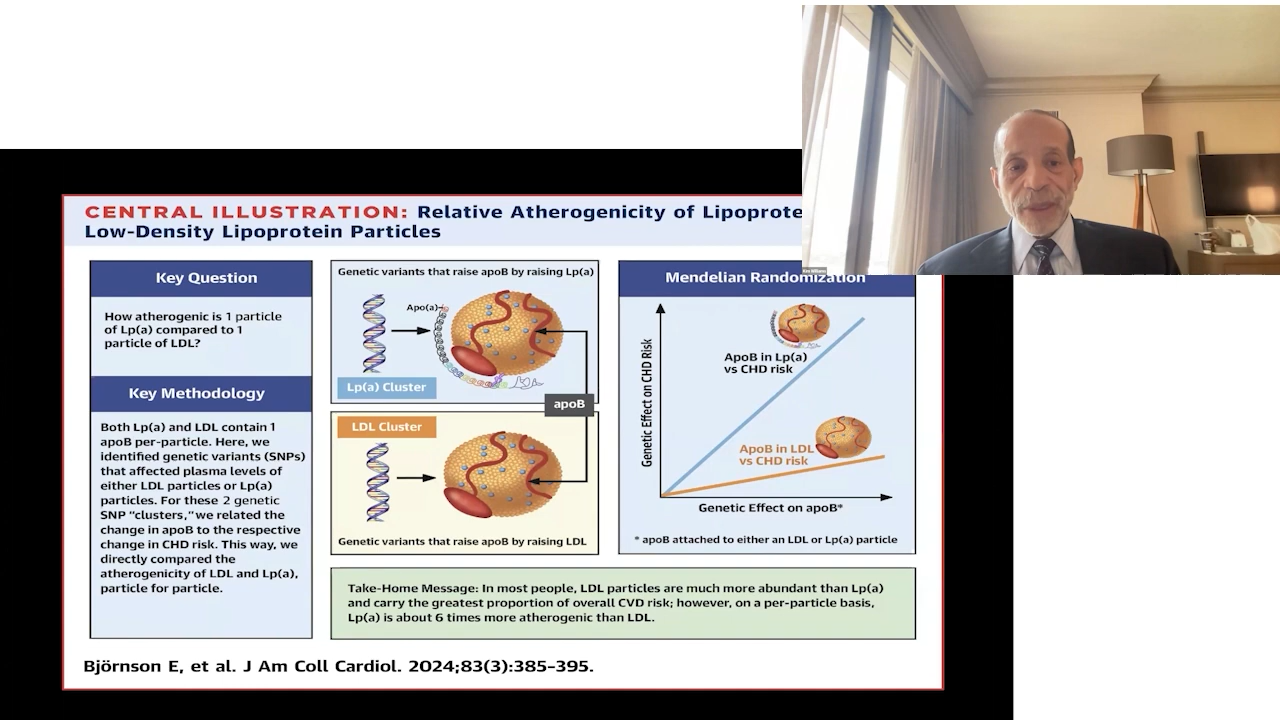 CENTRAL ILLUSTRATION: Relative Atherogenicity of Lipoprote
Low-Density Lipoprotein Particles
Key Question
How atherogenic is 1 particle
of Lp(a) compared to 1
particle of LDL?
Key Methodology
Both Lp(a) and LDL contain 1
apoB per-particle. Here, we
identified genetic variants (SNPs)
that affected plasma levels of
either LDL particles or Lp(a)
particles. For these 2 genetic
SNP “clusters,” we related the
change in apoB to the respective
change in CHD risk. This way, we
directly compared the
atherogenicity of LDL and Lp(a),
particle for particle.
Genetic variants that raise apoB by raising Lp(a)
Apo(a)
Lp(a) Cluster
apoB
LDL Cluster
Genetic variants that raise apoB by raising LDL
Mendelian Randomization
Genetic Effect on CHD Risk
ApoB in Lp(a)
vs CHD risk
ApoB in LDL
vs CHD risk
Genetic Effect on apoB*
* apoB attached to either an LDL or Lp(a) particle
Take-Home Message: In most people, LDL particles are much more abundant than Lp(a)
and carry the greatest proportion of overall CVD risk; however, on a per-particle basis,
Lp(a) is about 6 times more atherogenic than LDL.
Björnson E, et al. J Am Coll Cardiol. 2024;83(3):385–395.